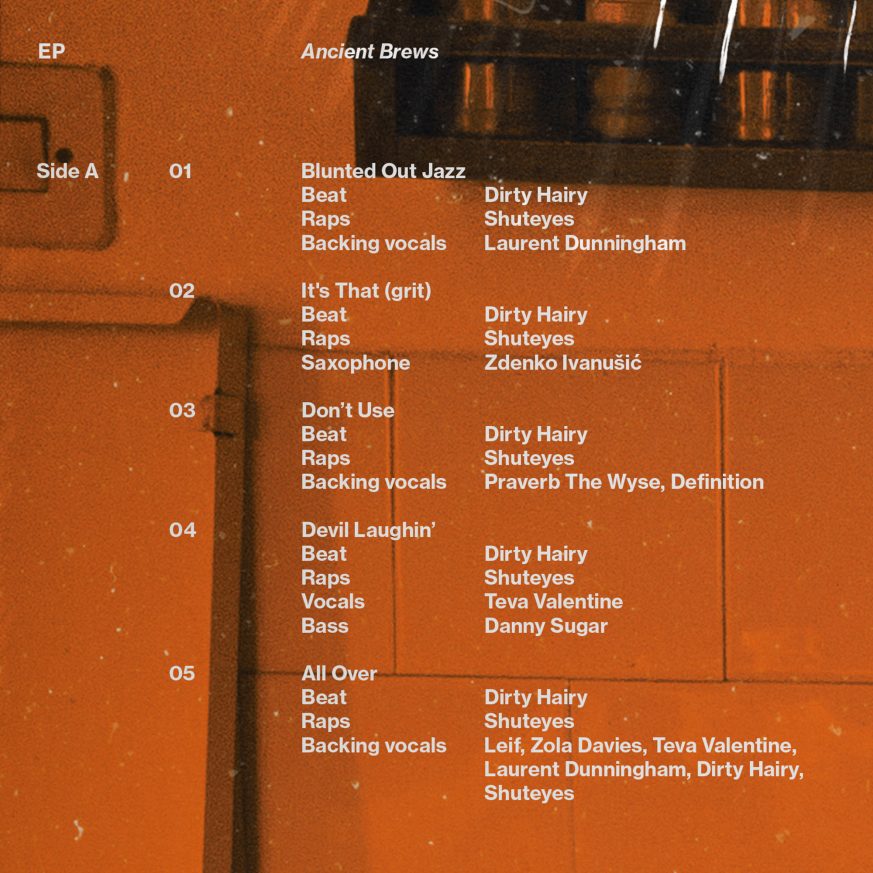 EP Ancient Brews
Side A 01 Blunted Out Jazz
Beat Dirty Hairy
Raps Shuteyes
Backing vocals Laurent Dunningham
02 It's That (grit)
Beat Dirty Hairy
Raps Shuteyes
Saxophone Zdenko Ivanušić
03 Don’t Use
Beat Dirty Hairy
Raps Shuteyes
Backing vocals Praverb The Wyse, Definition
04 Devil Laughin’
Beat Dirty Hairy
Raps Shuteyes
Vocals Teva Valentine
Bass Danny Sugar
05 All Over
Beat Dirty Hairy
Raps Shuteyes
Backing vocals Leif, Zola Davies, Teva Valentine,
Laurent Dunningham, Dirty Hairy,
Shuteyes